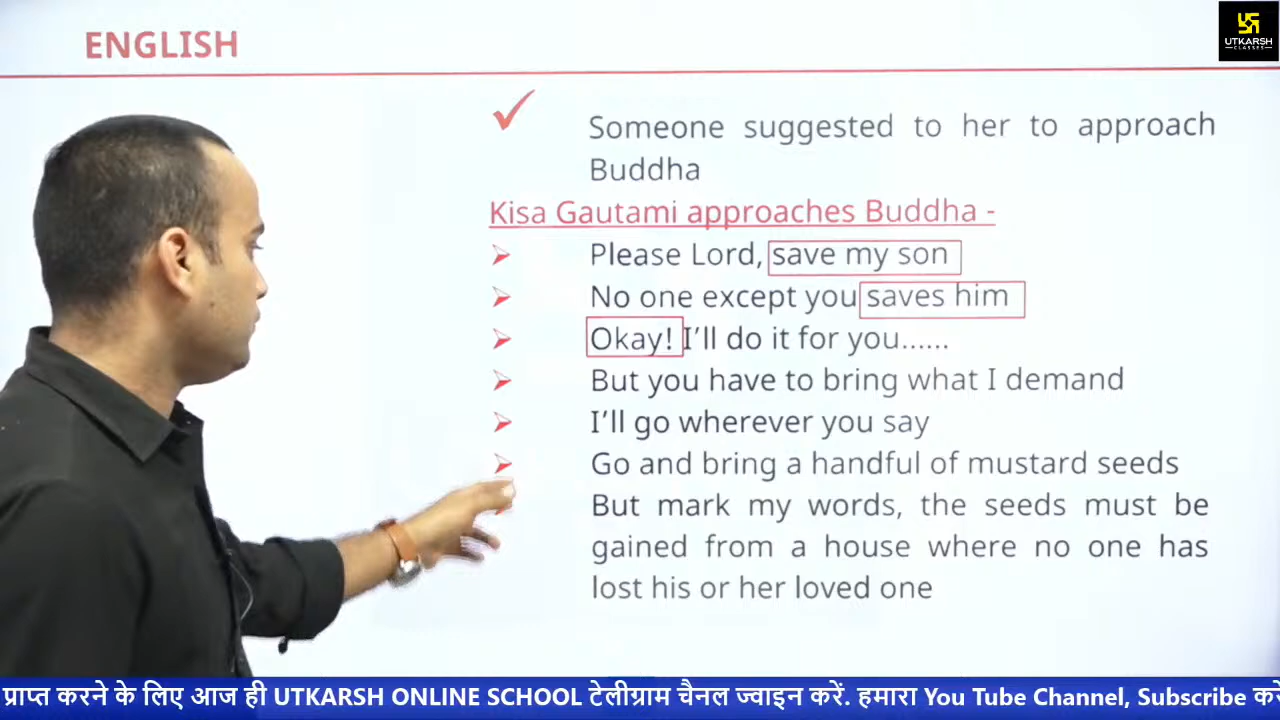 ENGLISH
UTKARSH
CLASSES
Someone suggested to her to approach
Buddha
Kisa Gautami approaches Buddha -
Please Lord, save my son
No one except you saves him
Okay! I'll do it for you......
But you have to bring what I demand
I'll go wherever you say
Go and bring a handful of mustard seeds
But mark my words, the seeds must be
gained from a house where no one has
lost his or her loved one
प्राप्त करने के लिए आज ही UTKARSH ONLINE SCHOOL टेलीग्राम चैनल ज्वाइन करें. हमारा You Tube Channel, Subscribe करें